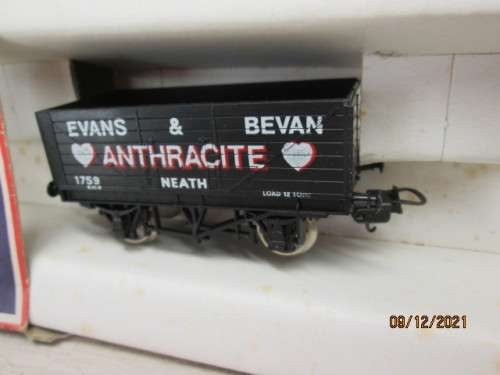 EVANS & BEVAN
ANTHRACITE
1759 NEATH
LOAD 12 TONS
09/12/2021